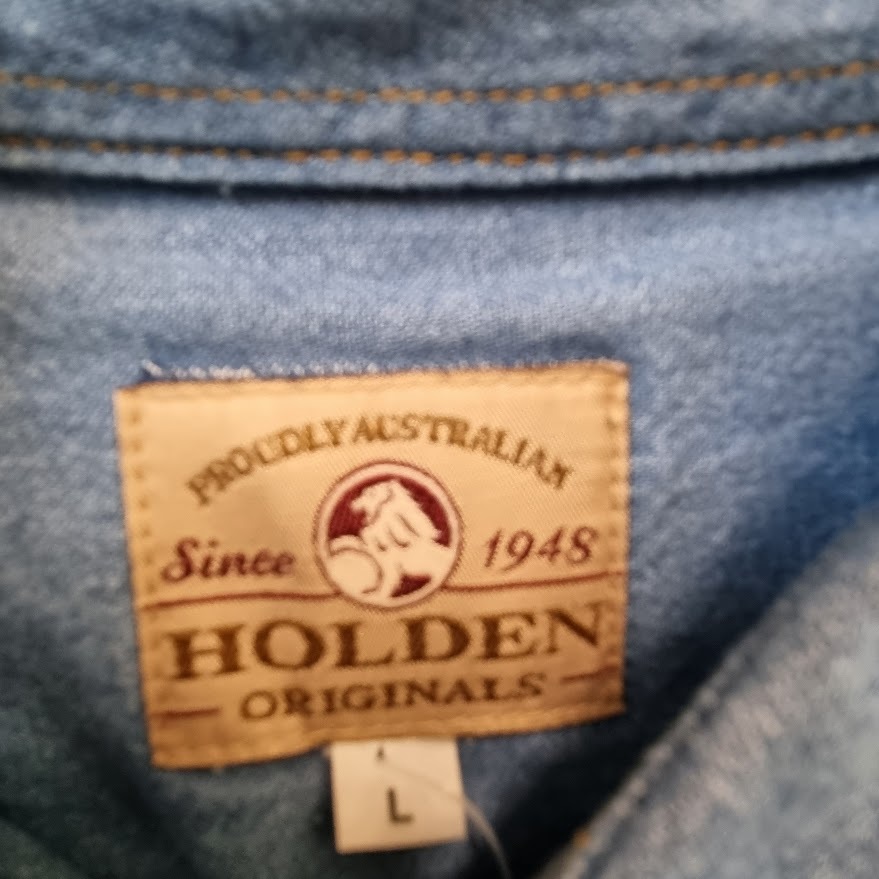 PROUDLY AUSTRALIAN
Since 1948
HOLDEN
ORIGINALS
L